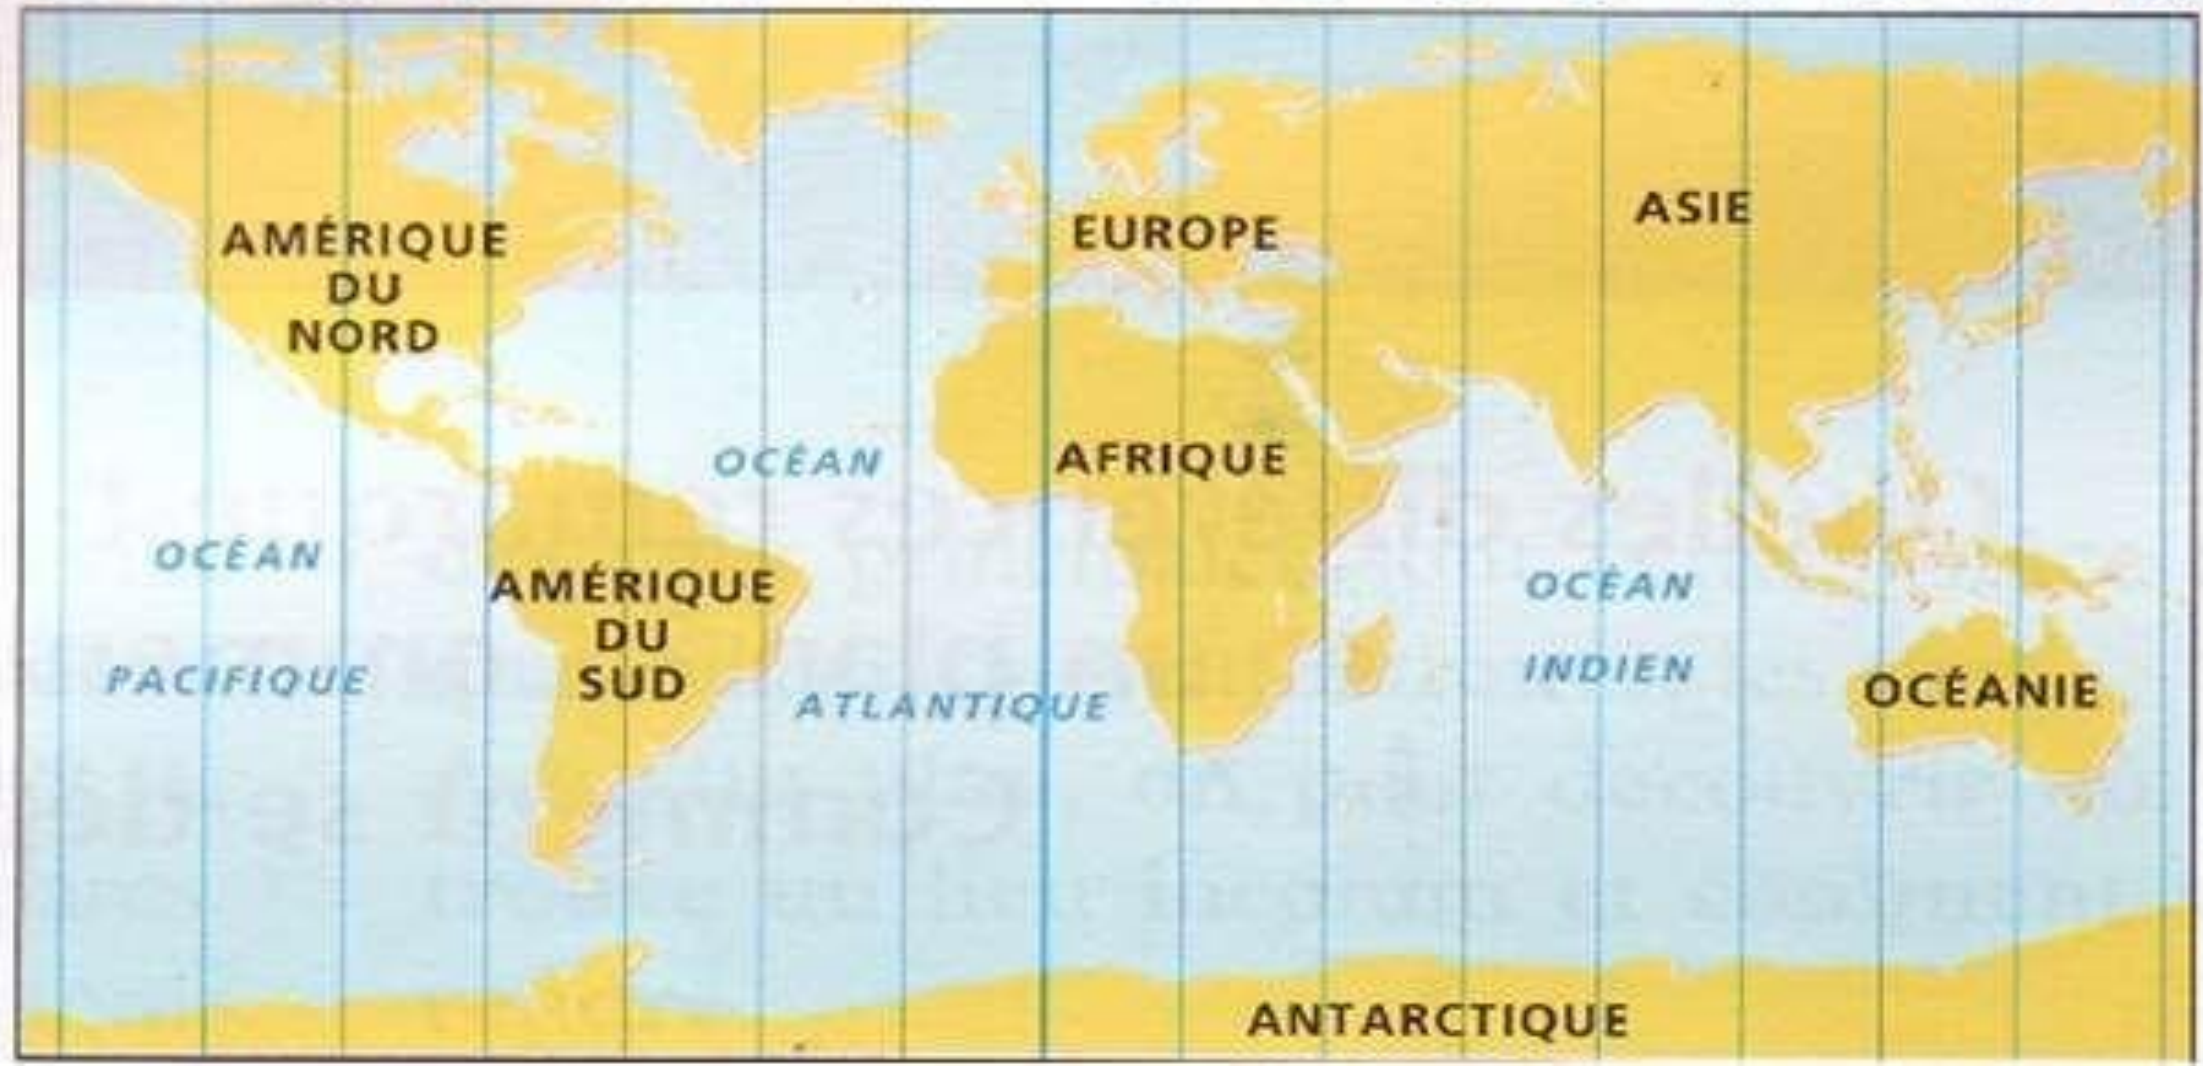 AMÉRIQUE
DU
NORD
EUROPE
ASIE
OCÉAN
AFRIQUE
OCÉAN
PACIFIQUE
AMÉRIQUE
DU
SUD
ATLANTIQUE
OCÉAN
INDIEN
OCÉANIE
ANTARCTIQUE